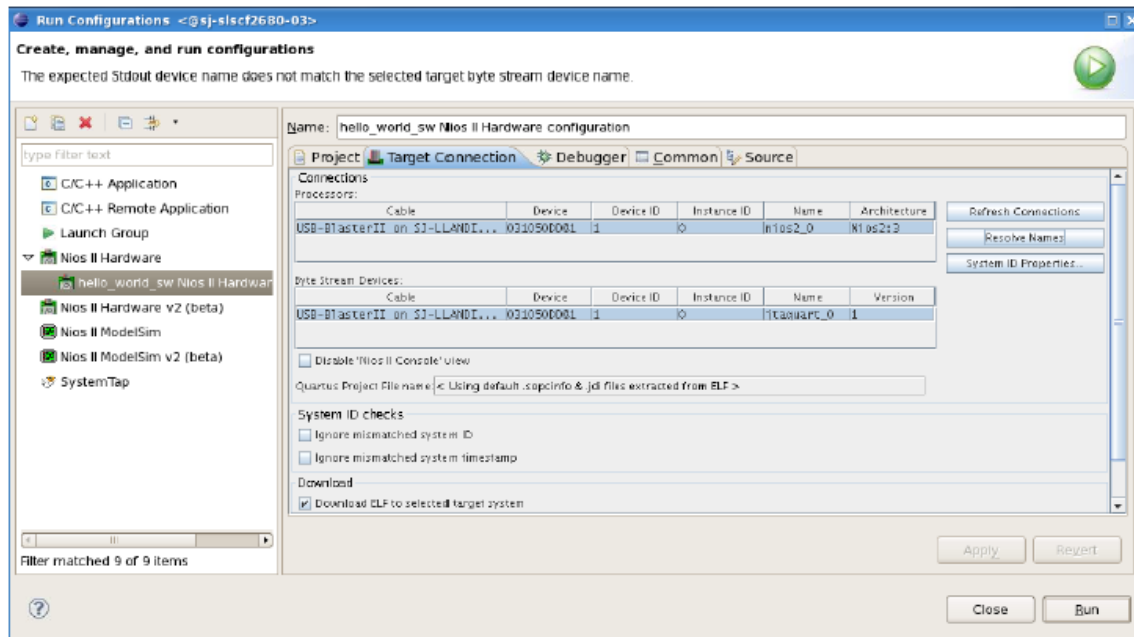 Run Configurations <@sj-slscf2680-03>
Create, manage, and run configurations
The expected Stdout device name does not match the selected target byte stream device name.
type filter text
C/C++ Application
C/C++ Remote Application
Launch Group
Nios II Hardware
hello_world_sw Nios II Hardwar
Nios II Hardware v2 (beta)
Nios II ModelSim
Nios II ModelSim v2 (beta)
SystemTap
Filter matched 9 of 9 items
Name: hello_world_sw Nios II Hardware configuration
Project Target Connection Debugger Common Source
Connections
Processors:
Cable Device Device ID Instance ID Name Architecture
USB-BlasterII on SJ-LLANDI... 1 0 nios2_0 Nios2:3
Refresh Connections
Resolve Names
System ID Properties...
Byte Stream Devices:
Cable Device Device ID Instance ID Name Version
USB-BlasterII on SJ-LLANDI... 1 0 jtaguart_0 1
Disable 'Nios II Console' view
Quartus Project File name: < Using default .sopcinfo & .jdi files extracted from ELF >
System ID checks
Ignore mismatched system ID
Ignore mismatched system timestamp
Download
Download ELF to selected target system
Apply Revert
Close Run